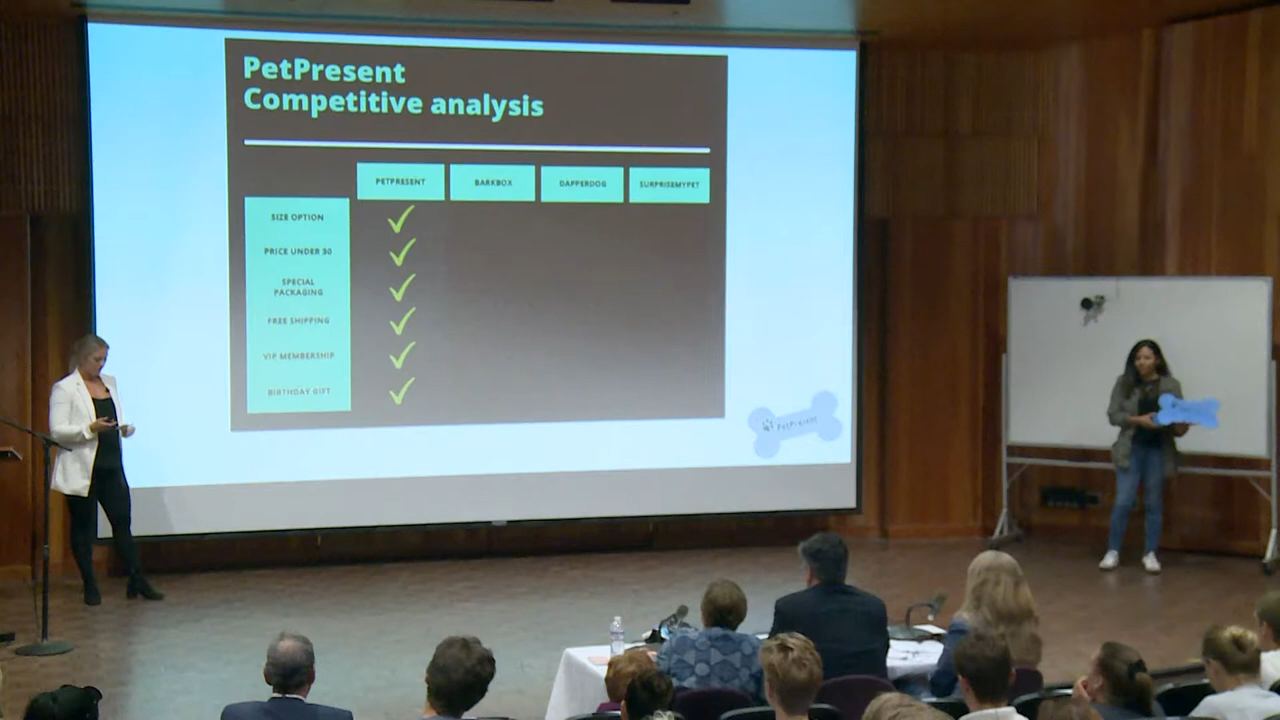 PetPresent
Competitive analysis
PETPRESENT BARKBOX DAPPERDOG SURPRISEMYPET
SIZE OPTION
PRICE UNDER 30
SPECIAL
PACKAGING
FREE SHIPPING
VIP MEMBERSHIP
BIRTHDAY GIFT
PetPresent